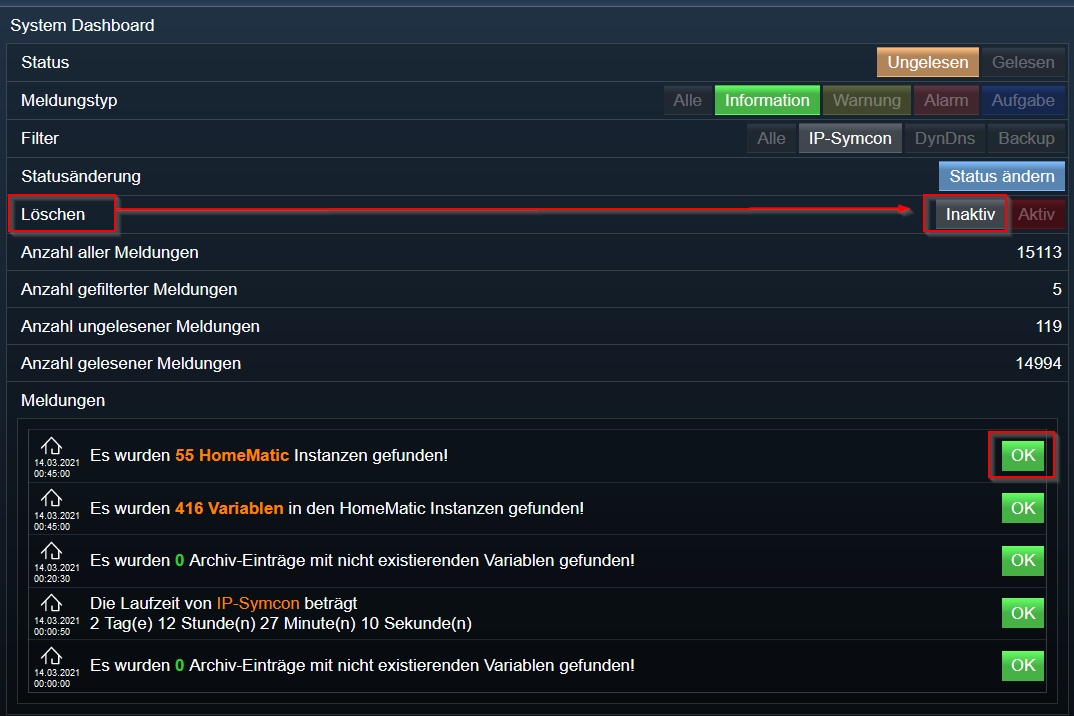 System Dashboard
Status Ungelesen Gelesen
Meldungstyp Alle Information Warnung Alarm Aufgabe
Filter Alle IP-Symcon DynDns Backup
Statusänderung Status ändern
Löschen Inaktiv Aktiv
Anzahl aller Meldungen 15113
Anzahl gefilterter Meldungen 5
Anzahl ungelesener Meldungen 119
Anzahl gelesener Meldungen 14994
Meldungen
14.03.2021
00:45:00
Es wurden 55 HomeMatic Instanzen gefunden! OK
14.03.2021
00:45:00
Es wurden 416 Variablen in den HomeMatic Instanzen gefunden! OK
14.03.2021
00:20:30
Es wurden 0 Archiv-Einträge mit nicht existierenden Variablen gefunden! OK
14.03.2021
00:00:50
Die Laufzeit von IP-Symcon beträgt
2 Tag(e) 12 Stunde(n) 27 Minute(n) 10 Sekunde(n) OK
14.03.2021
00:00:00
Es wurden 0 Archiv-Einträge mit nicht existierenden Variablen gefunden! OK